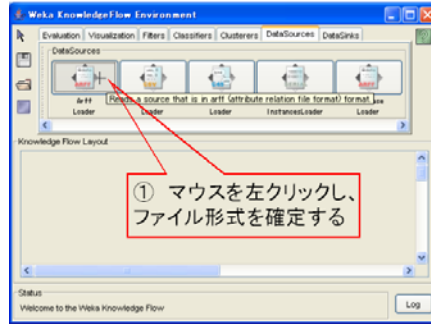 Weka KnowledgeFlow Environment
Evaluation Visualization Filters Classifiers Clusterers DataSources DataSinks
DataSources
Reads a source that is in arff (attribute relation file format) format.
Arff
Loader Loader Loader InstancesLoader Loader
Knowledge Flow Layout
① マウスを左クリックし、
ファイル形式を確定する
Status
Welcome to the Weka Knowledge Flow
Log